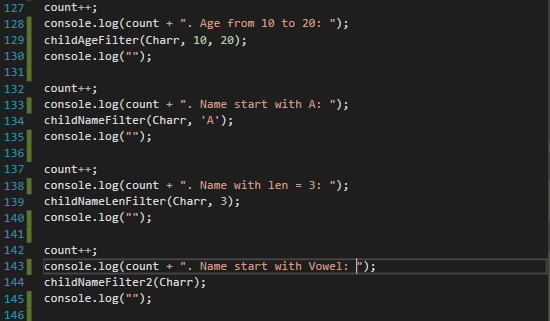 127 count++;
128 console.log(count + ". Age from 10 to 20: ");
129 childAgeFilter(Charr, 10, 20);
130 console.log("");
131
132 count++;
133 console.log(count + ". Name start with A: ");
134 childNameFilter(Charr, 'A');
135 console.log("");
136
137 count++;
138 console.log(count + ". Name with len = 3: ");
139 childNameLenFilter(Charr, 3);
140 console.log("");
141
142 count++;
143 console.log(count + ". Name start with Vowel: ");
144 childNameFilter2(Charr);
145 console.log("");
146